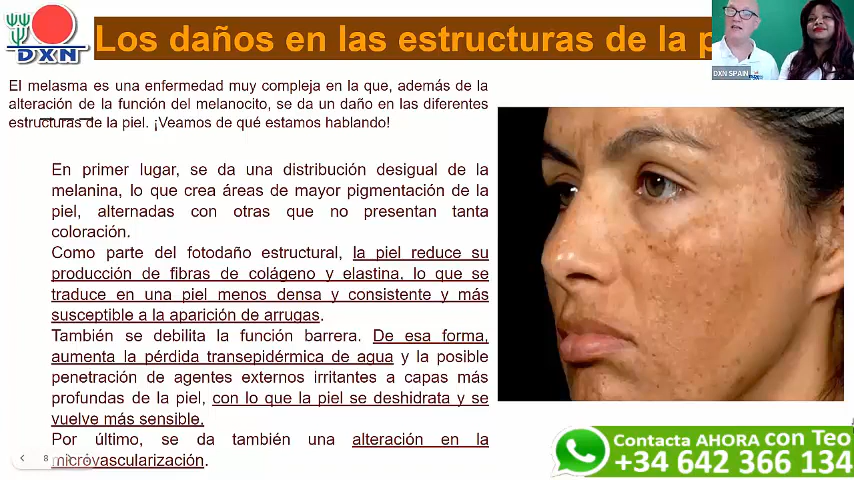 DXN
Los daños en las estructuras de la p
DXN SPAIN
El melasma es una enfermedad muy compleja en la que, además de la
alteración de la función del melanocito, se da un daño en las diferentes
estructuras de la piel. ¡Veamos de qué estamos hablando!
En primer lugar, se da una distribución desigual de la
melanina, lo que crea áreas de mayor pigmentación de la
piel, alternadas con otras que no presentan tanta
coloración.
Como parte del fotodaño estructural, la piel reduce su
producción de fibras de colágeno y elastina, lo que se
traduce en una piel menos densa y consistente y más
susceptible a la aparición de arrugas.
También se debilita la función barrera. De esa forma,
aumenta la pérdida transepidérmica de agua y la posible
penetración de agentes externos irritantes a capas más
profundas de la piel, con lo que la piel se deshidrata y se
vuelve más sensible.
Por último, se da también una alteración en la
microvascularización.
8
Contacta AHORA con Teo
+34 642 366 134